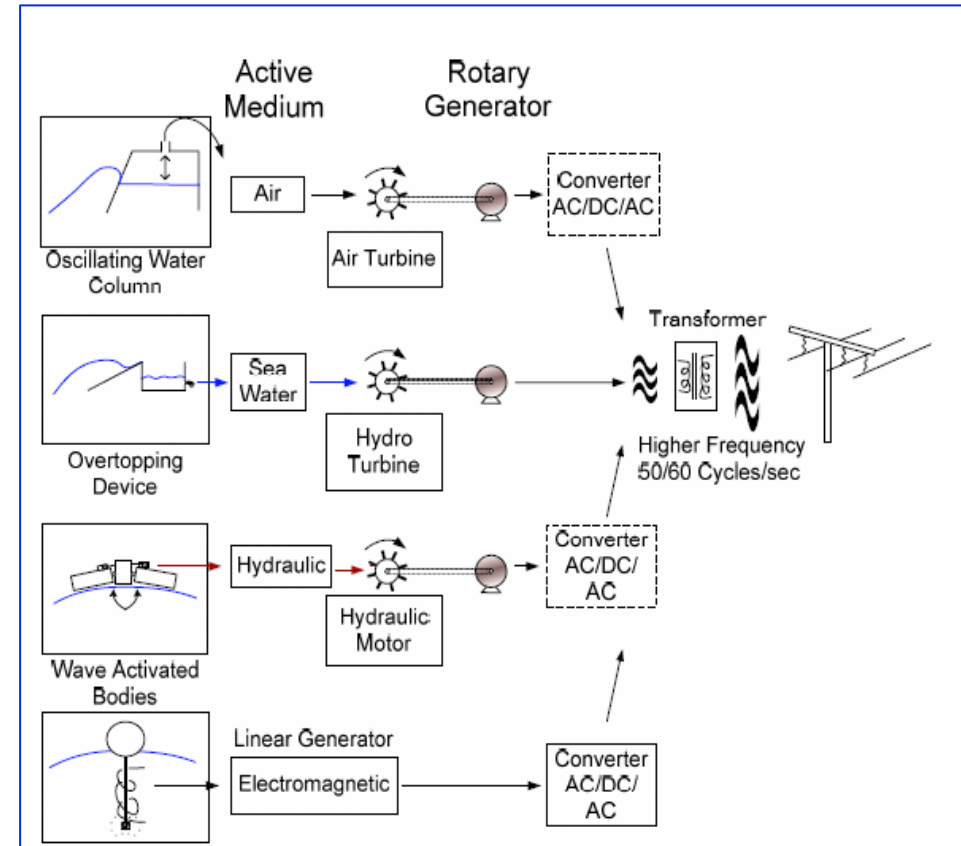 Active
Medium
Rotary
Generator
Air
Air Turbine
Converter
AC/DC/AC
Oscillating Water
Column
Transformer
Sea
Water
Hydro
Turbine
Higher Frequency
50/60 Cycles/sec
Overtopping
Device
Hydraulic
Hydraulic
Motor
Converter
AC/DC/
AC
Wave Activated
Bodies
Linear Generator
Electromagnetic
Converter
AC/DC/
AC